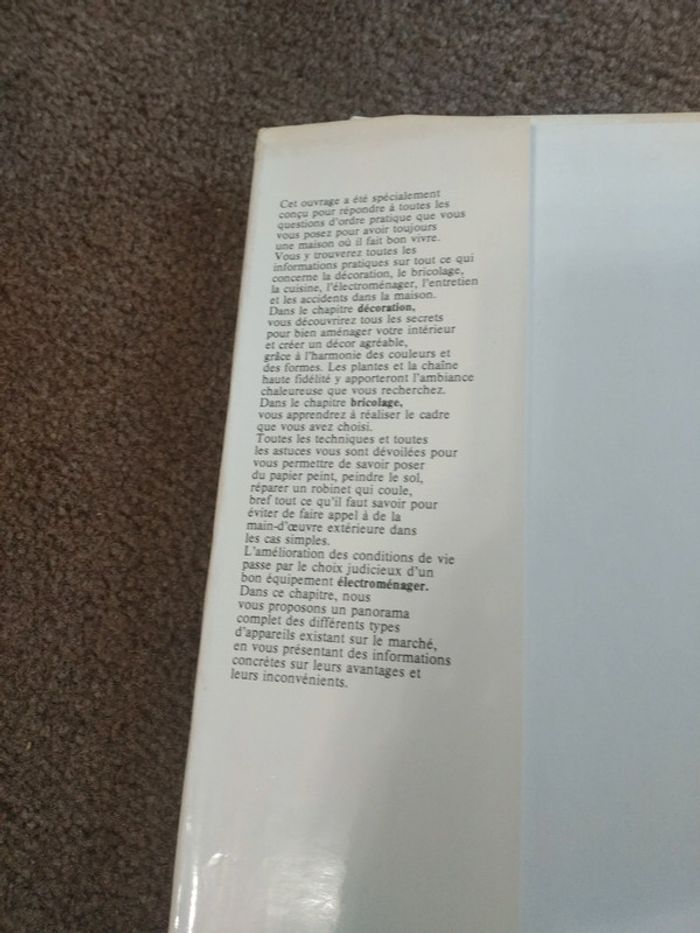 Cet ouvrage a été spécialement
conçu pour répondre à toutes les
questions d'ordre pratique que vous
vous posez pour avoir toujours
une maison où il fait bon vivre.
Vous y trouverez toutes les
informations pratiques sur tout ce qui
concerne la décoration, le bricolage,
la cuisine, l'électroménager, l'entretien
et les accidents dans la maison.
Dans le chapitre décoration,
vous découvrirez tous les secrets
pour bien aménager votre intérieur
et créer un décor agréable,
grâce à l'harmonie des couleurs et
des formes. Les plantes et la chaîne
haute fidélité y apporteront l'ambiance
chaleureuse que vous recherchez.
Dans le chapitre bricolage,
vous apprendrez à réaliser le cadre
que vous avez choisi.
Toutes les techniques et toutes
les astuces vous sont dévoilées pour
vous permettre de savoir poser
du papier peint, peindre le sol,
réparer un robinet qui coule,
bref tout ce qu'il faut savoir pour
éviter de faire appel à de la
main-d'œuvre extérieure dans
les cas simples.
L'amélioration des conditions de vie
passe par le choix judicieux d'un
bon équipement électroménager.
Dans ce chapitre, nous
vous proposons un panorama
complet des différents types
d'appareils existant sur le marché,
en vous présentant des informations
concrètes sur leurs avantages et
leurs inconvénients.